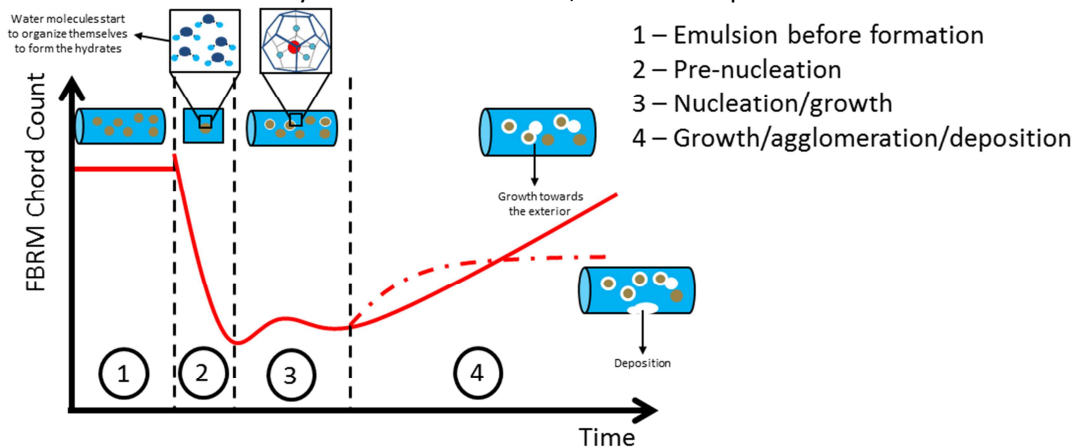 Water molecules start
to organize themselves
to form the hydrates
1 – Emulsion before formation
2 – Pre-nucleation
3 – Nucleation/growth
4 – Growth/agglomeration/deposition
FBRM Chord Count
Growth towards
the exterior
Deposition
1
2
3
4
Time